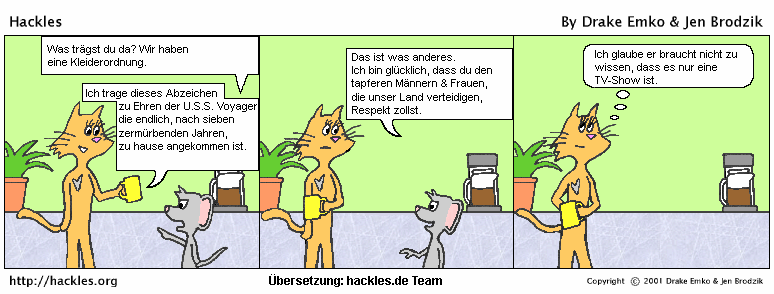 Hackles
By Drake Emko & Jen Brodzik
Was trägst du da? Wir haben
eine Kleiderordnung.
Ich trage dieses Abzeichen
zu Ehren der U.S.S. Voyager
die endlich, nach sieben
zermürbenden Jahren,
zu hause angekommen ist.
Das ist was anderes.
Ich bin glücklich, dass du den
tapferen Männern & Frauen,
die unser Land verteidigen,
Respekt zollst.
Ich glaube er braucht nicht zu
wissen, dass es nur eine
TV-Show ist.
http://hackles.org
Übersetzung: hackles.de Team
Copyright © 2001 Drake Emko & Jen Brodzik